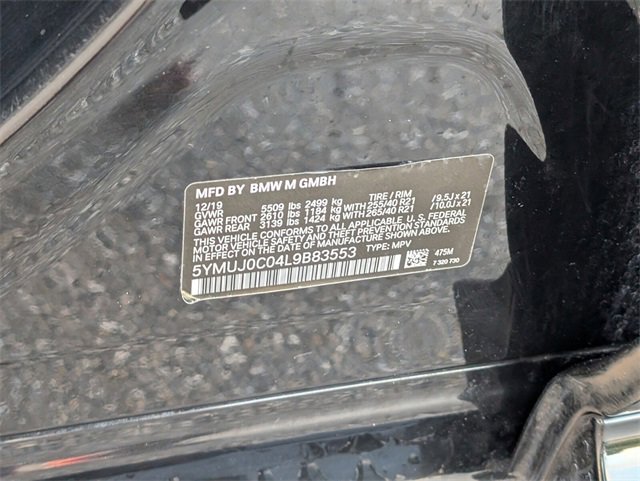 MFD BY BMW M GMBH
12/19 TIRE / RIM
GVWR 5509 lbs 2499 kg
GAWR FRONT 2610 lbs 1184 kg WITH 255/40 R21 /9.5J x 21
GAWR REAR 3139 lbs 1424 kg WITH 265/40 R21 /10.0J x 21
THIS VEHICLE CONFORMS TO ALL APPLICABLE U. S. FEDERAL
MOTOR VEHICLE SAFETY AND THEFT PREVENTION STANDARDS
IN EFFECT ON THE DATE OF MANUFACTURE SHOWN ABOVE.
5YMUJ0C04L9B83553 TYPE: MPV
475M
7 320 730